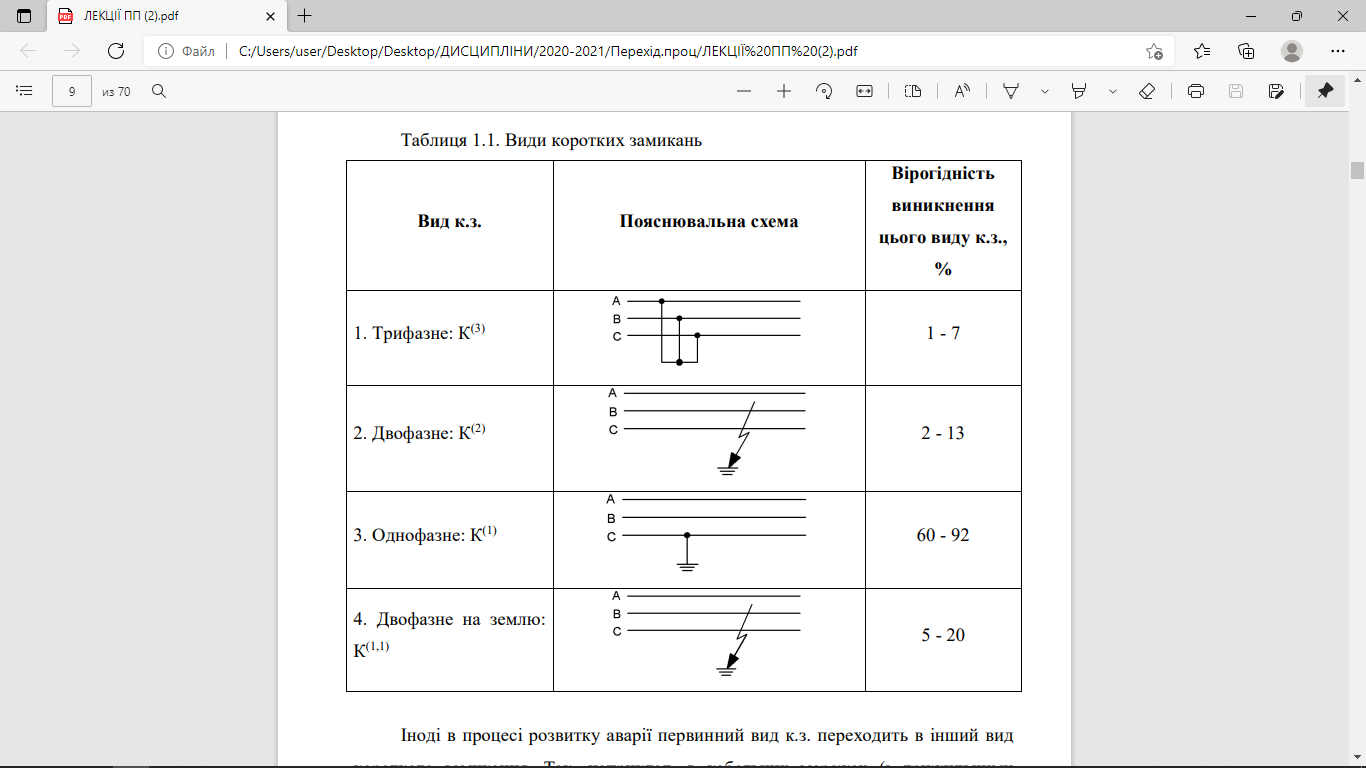 ЛЕКЦІЇ ПП (2).pdf
Файл
C:/Users/user/Desktop/Desktop/ДИСЦИПЛІНИ/2020-2021/Перехід.проц/ЛЕКЦІЇ%20ПП%20(2).pdf
9 из 70
Таблиця 1.1. Види коротких замикань
Вид к.з.
Пояснювальна схема
Вірогідність
виникнення
цього виду к.з.,
%
1. Трифазне: К(3)
A
B
C
1 - 7
2. Двофазне: К(2)
A
B
C
2 - 13
3. Однофазне: К(1)
A
B
C
60 - 92
4. Двофазне на землю:
К(1,1)
A
B
C
5 - 20
Іноді в процесі розвитку аварії первинний вид к.з. переходить в інший вид